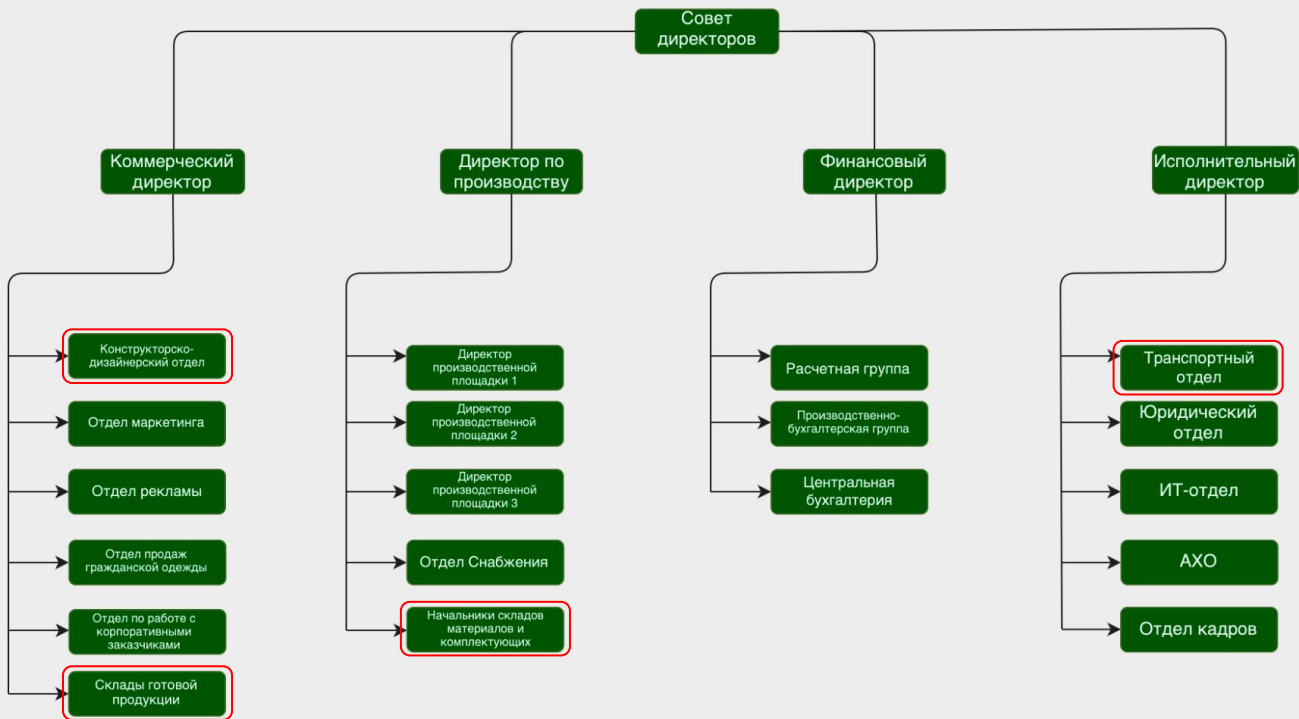 Совет
директоров
Коммерческий
директор
Директор по
производству
Финансовый
директор
Исполнительный
директор
Конструкторско-
дизайнерский отдел
Отдел маркетинга
Отдел рекламы
Отдел продаж
гражданской одежды
Отдел по работе с
корпоративными
заказчиками
Склады готовой
продукции
Директор
производственной
площадки 1
Директор
производственной
площадки 2
Директор
производственной
площадки 3
Отдел Снабжения
Начальники складов
материалов и
комплектующих
Расчетная группа
Производственно-
бухгалтерская группа
Центральная
бухгалтерия
Транспортный
отдел
Юридический
отдел
ИТ-отдел
АХО
Отдел кадров